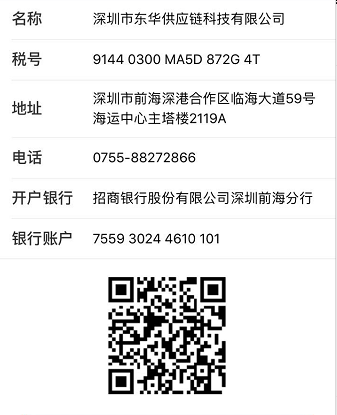 名称 深圳市东华供应链科技有限公司
税号 9144 0300 MA5D 872G 4T
地址 深圳市前海深港合作区临海大道59号
海运中心主塔楼2119A
电话 0755-88272866
开户银行 招商银行股份有限公司深圳前海分行
银行账户 7559 3024 4610 101